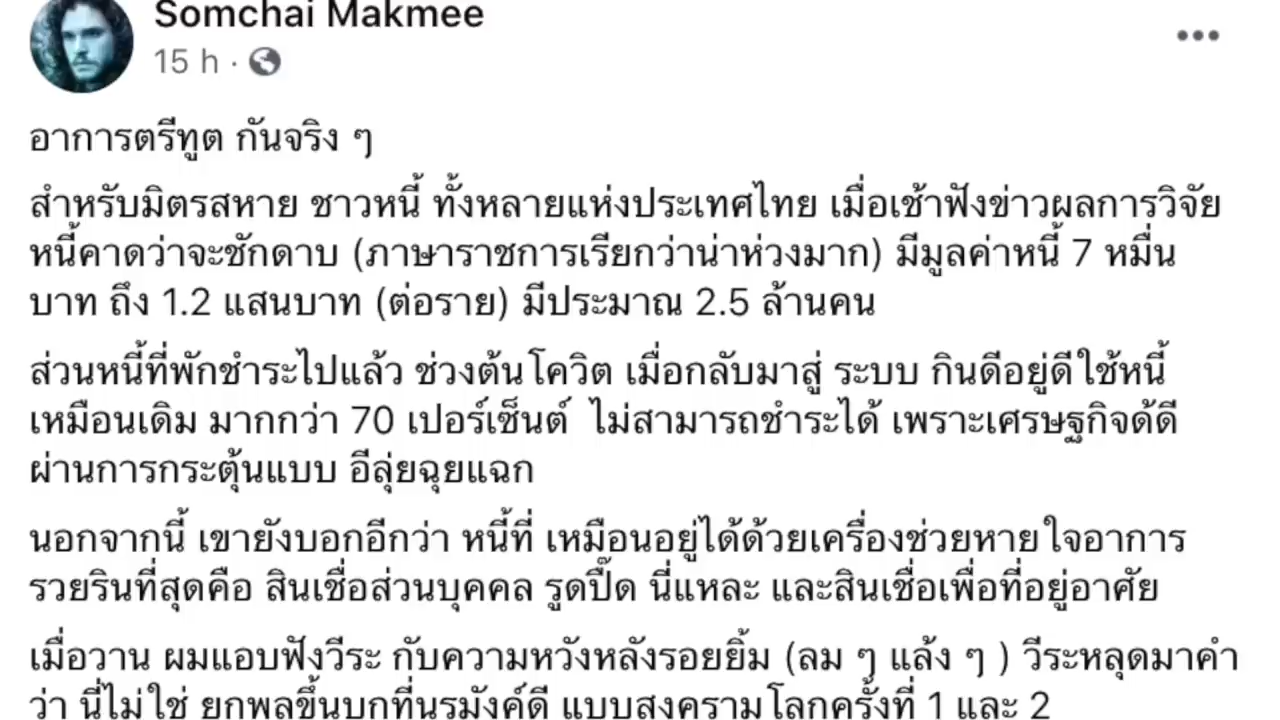 Somchai Makmee
15 h ·
อาการตรีทูต กันจริง ๆ
สำหรับมิตรสหาย ชาวหนี้ ทั้งหลายแห่งประเทศไทย เมื่อเช้าฟังข่าวผลการวิจัย
หนี้คาดว่าจะชักดาบ (ภาษาราชการเรียกว่าน่าห่วงมาก) มีมูลค่าหนี้ 7 หมื่น
บาท ถึง 1.2 แสนบาท (ต่อราย) มีประมาณ 2.5 ล้านคน
ส่วนหนี้ที่พักชำระไปแล้ว ช่วงต้นโควิต เมื่อกลับมาสู่ ระบบ กินดีอยู่ดีใช้หนี้
เหมือนเดิม มากกว่า 70 เปอร์เซ็นต์ ไม่สามารถชำระได้ เพราะเศรษฐกิจด้ดี
ผ่านการกระตุ้นแบบ อีลุ่ยฉุยแฉก
นอกจากนี้ เขายังบอกอีกว่า หนี้ที่ เหมือนอยู่ได้ด้วยเครื่องช่วยหายใจอาการ
รวยรินที่สุดคือ สินเชื่อส่วนบุคคล รูดปื๊ด นี่แหละ และสินเชื่อเพื่อที่อยู่อาศัย
เมื่อวาน ผมแอบฟังวีระ กับความหวังหลังรอยยิ้ม (ลม ๆ แล้ง ๆ ) วีระหลุดมาคำ
ว่า นี่ไม่ใช่ ยกพลขึ้นบกที่นรมังค์ดี แบบสงครามโลกครั้งที่ 1 และ 2